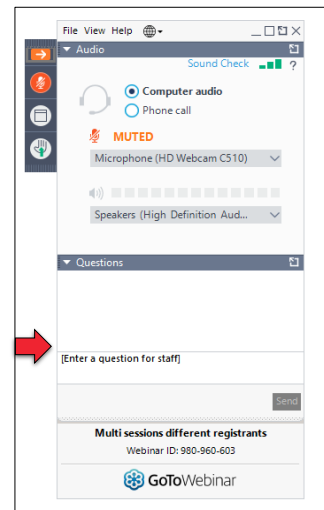 File View Help
Audio
Sound Check ?
Computer audio
Phone call
MUTED
Microphone (HD Webcam C510)
Speakers (High Definition Aud...
Questions
[Enter a question for staff]
Send
Multi sessions different registrants
Webinar ID: 980-960-603
GoToWebinar